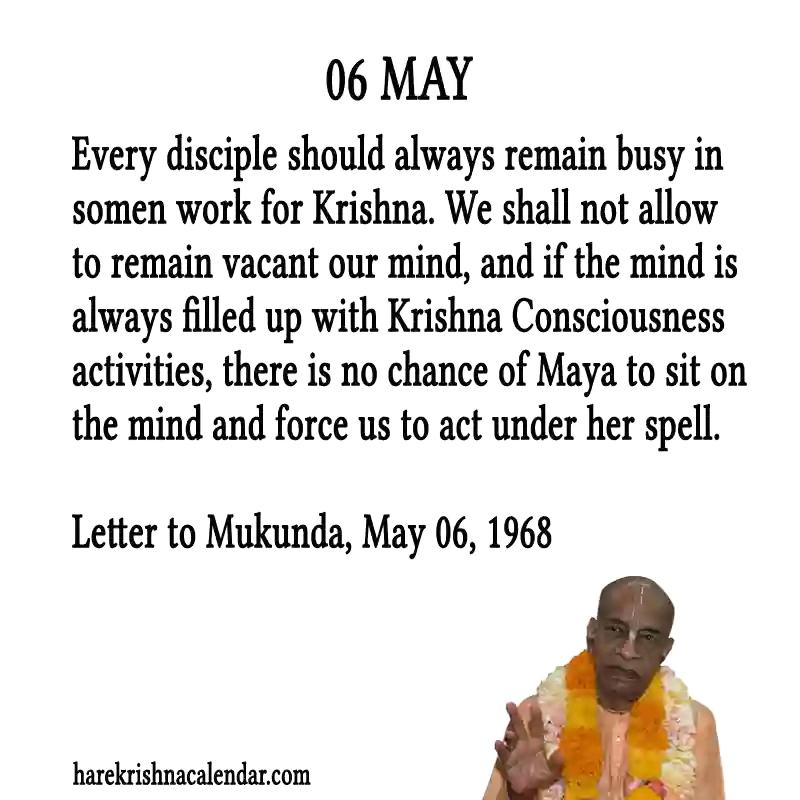 06 MAY
Every disciple should always remain busy in
somen work for Krishna. We shall not allow
to remain vacant our mind, and if the mind is
always filled up with Krishna Consciousness
activities, there is no chance of Maya to sit on
the mind and force us to act under her spell.
Letter to Mukunda, May 06, 1968
harekrishnacalendar.com